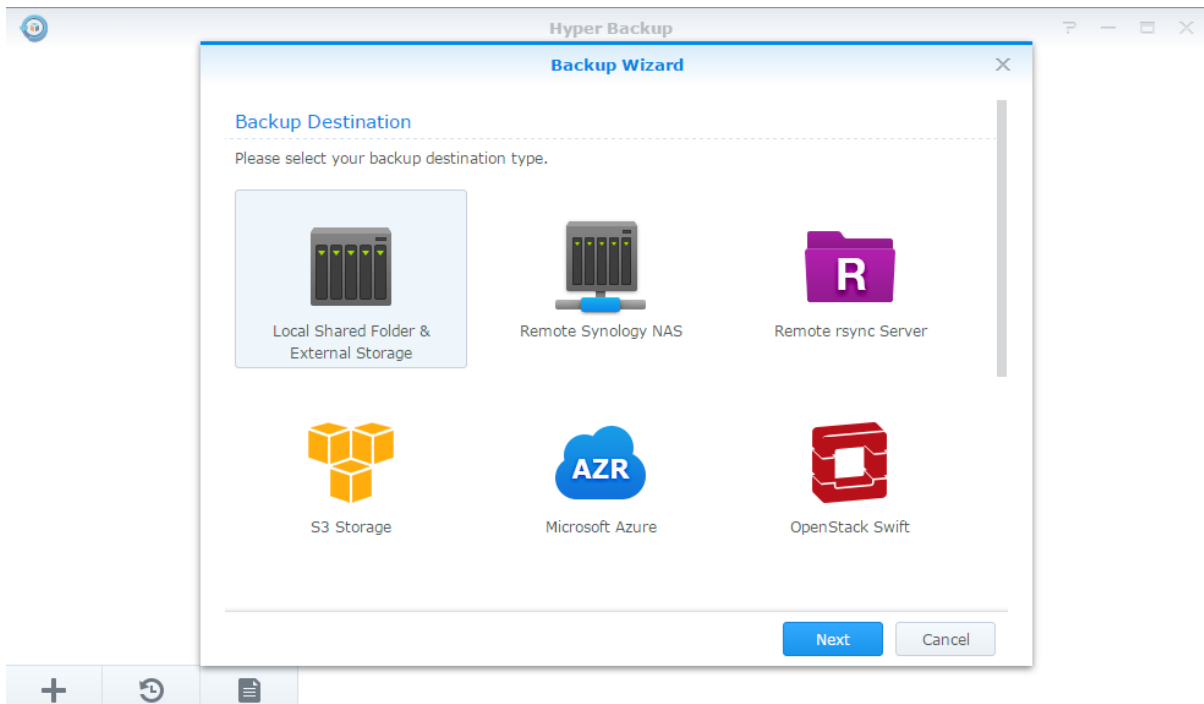 Hyper Backup
Backup Wizard
Backup Destination
Please select your backup destination type.
Local Shared Folder &
External Storage
Remote Synology NAS
R
Remote rsync Server
S3 Storage
AZR
Microsoft Azure
OpenStack Swift
Next
Cancel